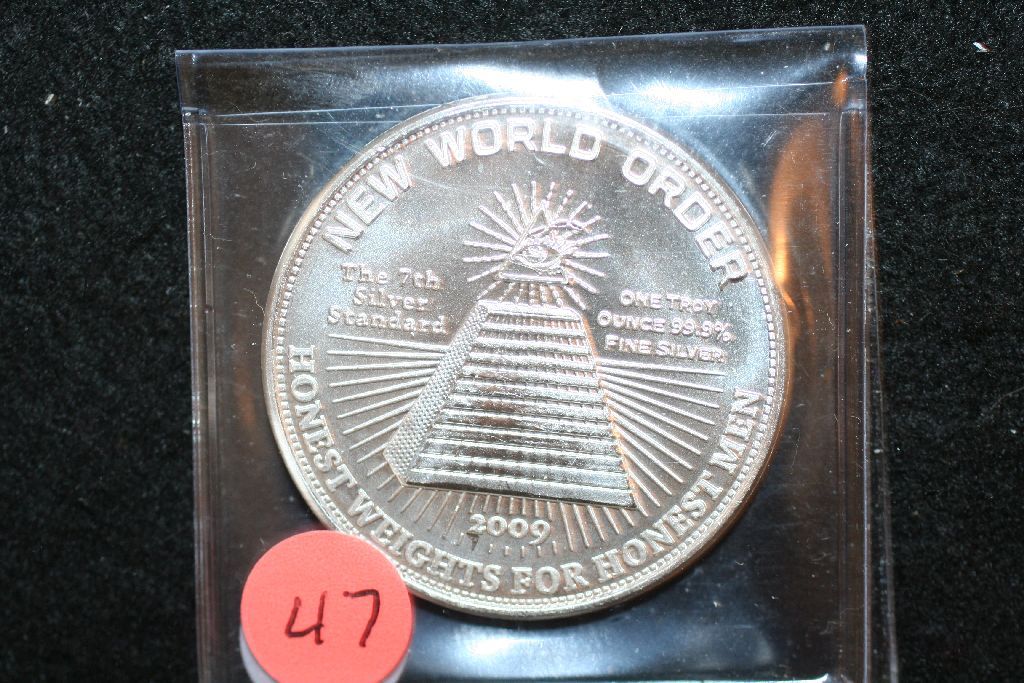 NEW WORLD ORDER
The 7th
Silver
Standard
ONE TROY
OUNCE 99.9%
FINE SILVER
2009
HONEST WEIGHTS FOR HONEST MEN
47